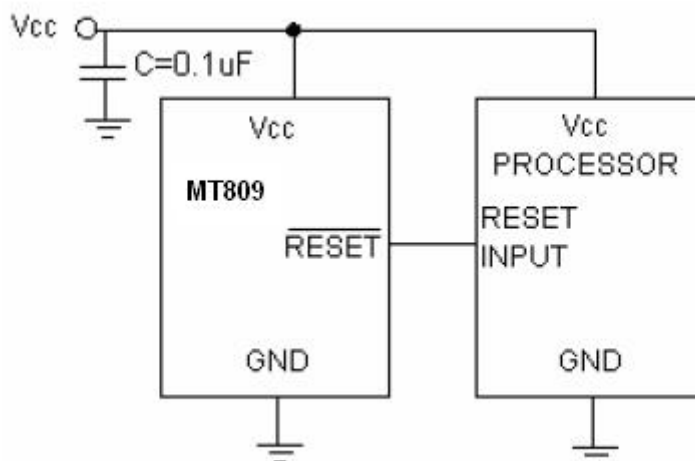 Vcc
C=0.1uF
Vcc
MT809
RESET
GND
Vcc
PROCESSOR
RESET
INPUT
GND